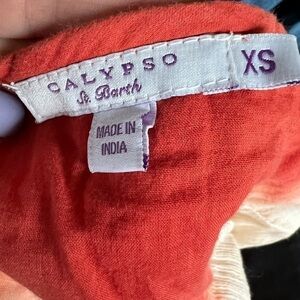 CALYPSO
St. Barth
XS
MADE IN
INDIA